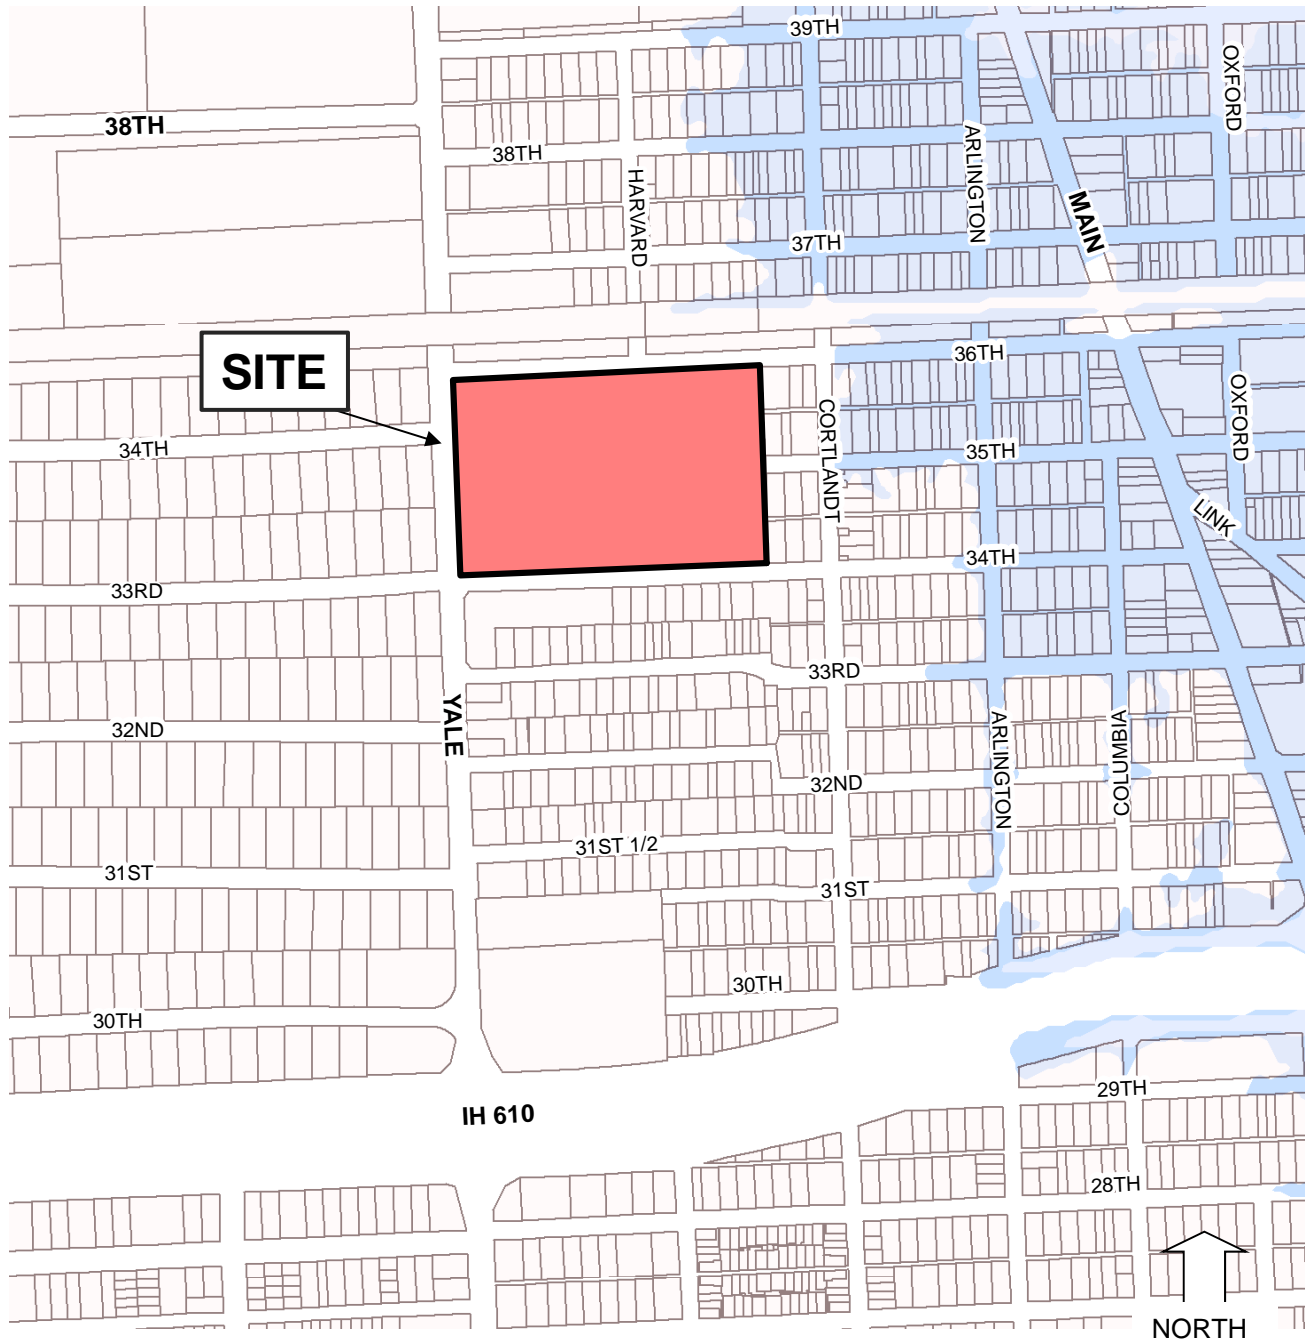 39TH
OXFORD
38TH
ARLINGTON
38TH
HARVARD
MAIN
37TH
SITE
36TH
OXFORD
CORTLANDT
34TH
35TH
LINK
34TH
33RD
33RD
YALE
32ND
ARLINGTON
COLUMBIA
32ND
31ST 1/2
31ST
31ST
30TH
30TH
29TH
IH 610
28TH
NORTH